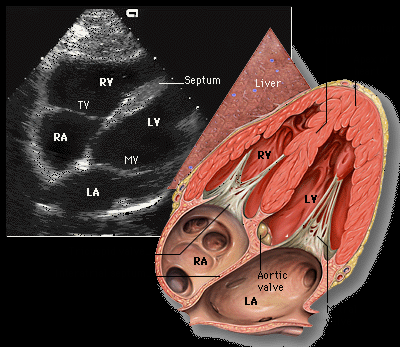 G
RV
Septum
TV
LV
RA
MV
LA
Liver
RV
LV
RA
Aortic
valve
LA